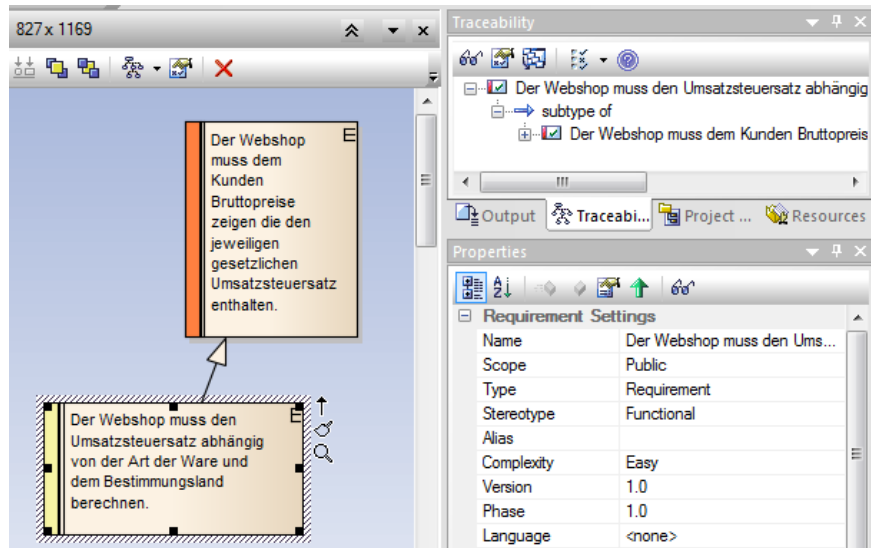 827 x 1169
Der Webshop
muss dem
Kunden
Bruttopreise
zeigen die den
jeweiligen
gesetzlichen
Umsatzsteuersatz
enthalten.
E
Der Webshop muss den
Umsatzsteuersatz abhängig
von der Art der Ware und
dem Bestimmungsland
berechnen.
E
Traceability
Der Webshop muss den Umsatzsteuersatz abhängig
subtype of
Der Webshop muss dem Kunden Bruttopreis
Output Traceabi... Project ... Resources
Properties
Requirement Settings
Name Der Webshop muss den Ums...
Scope Public
Type Requirement
Stereotype Functional
Alias
Complexity Easy
Version 1.0
Phase 1.0
Language <none>